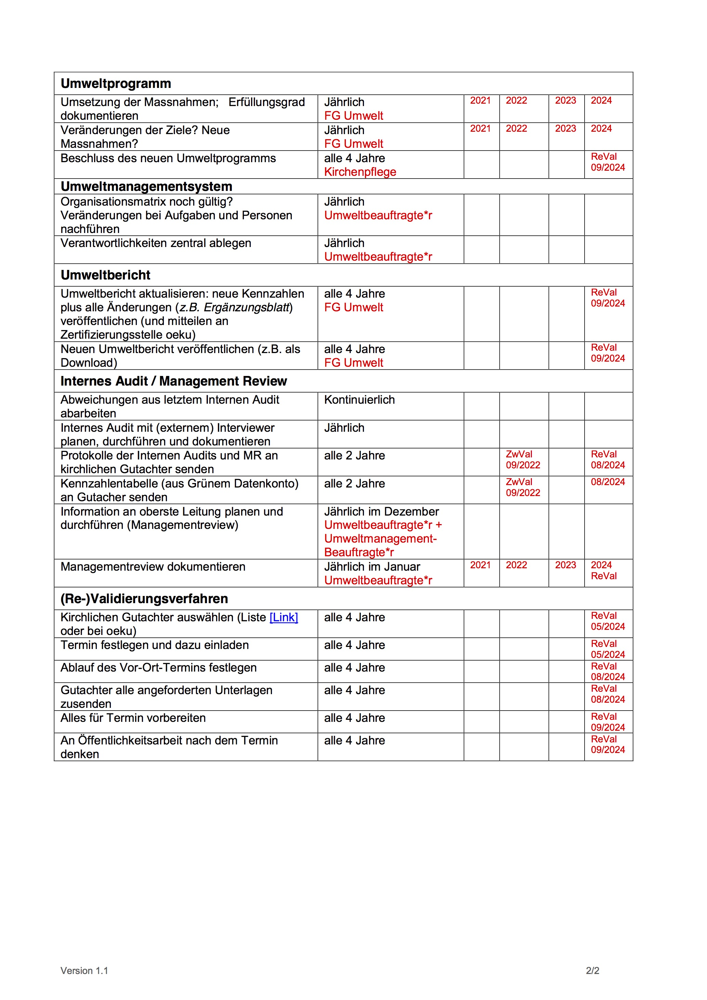 Umweltprogramm
Umsetzung der Massnahmen;   Erfüllungsgrad
dokumentieren
Jährlich
FG Umwelt
2021
2022
2023
2024
Veränderungen der Ziele? Neue
Massnahmen?
Jährlich
FG Umwelt
2021
2022
2023
2024
Beschluss des neuen Umweltprogramms
alle 4 Jahre
Kirchenpflege
ReVal
09/2024
Umweltmanagementsystem
Organisationsmatrix noch gültig?
Veränderungen bei Aufgaben und Personen
nachführen
Jährlich
Umweltbeauftragte*r
Verantwortlichkeiten zentral ablegen
Jährlich
Umweltbeauftragte*r
Umweltbericht
Umweltbericht aktualisieren: neue Kennzahlen
plus alle Änderungen (z.B. Ergänzungsblatt)
veröffentlichen (und mitteilen an
Zertifizierungsstelle oeku)
alle 4 Jahre
FG Umwelt
ReVal
09/2024
Neuen Umweltbericht veröffentlichen (z.B. als
Download)
alle 4 Jahre
FG Umwelt
ReVal
09/2024
Internes Audit / Management Review
Abweichungen aus letztem Internen Audit
abarbeiten
Kontinuierlich
Internes Audit mit (externem) Interviewer
planen, durchführen und dokumentieren
Jährlich
Protokolle der Internen Audits und MR an
kirchlichen Gutachter senden
alle 2 Jahre
ZwVal
09/2022
ReVal
08/2024
Kennzahlentabelle (aus Grünem Datenkonto)
an Gutacher senden
alle 2 Jahre
ZwVal
09/2022
08/2024
Information an oberste Leitung planen und
durchführen (Managementreview)
Jährlich im Dezember
Umweltbeauftragte*r +
Umweltmanagement-
Beauftragte*r
Managementreview dokumentieren
Jährlich im Januar
Umweltbeauftragte*r
2021
2022
2023
2024
ReVal
(Re-)Validierungsverfahren
Kirchlichen Gutachter auswählen (Liste [Link]
oder bei oeku)
alle 4 Jahre
ReVal
05/2024
Termin festlegen und dazu einladen
alle 4 Jahre
ReVal
05/2024
Ablauf des Vor-Ort-Termins festlegen
alle 4 Jahre
ReVal
08/2024
Gutachter alle angeforderten Unterlagen
zusenden
alle 4 Jahre
ReVal
08/2024
Alles für Termin vorbereiten
alle 4 Jahre
ReVal
09/2024
An Öffentlichkeitsarbeit nach dem Termin
denken
alle 4 Jahre
ReVal
09/2024
Version 1.1
2/2